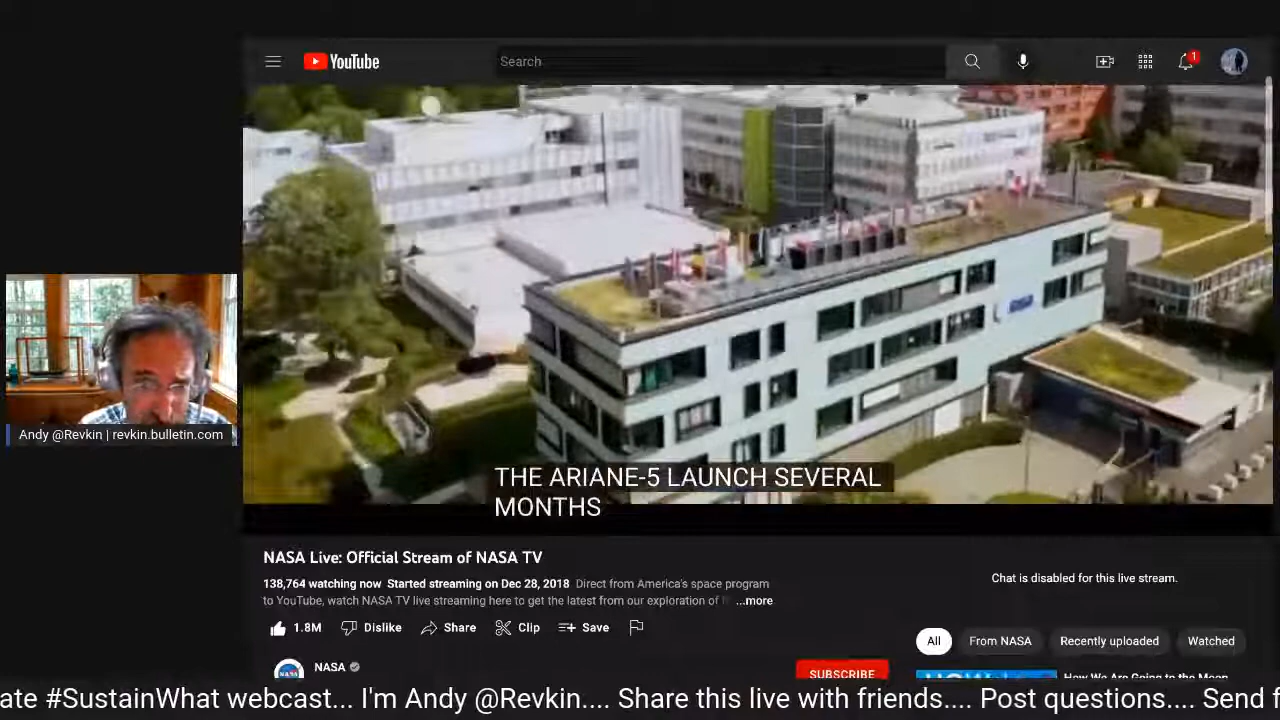 YouTube
Search
1
THE ARIANE-5 LAUNCH SEVERAL
MONTHS
Andy @Revkin | revkin.bulletin.com
NASA Live: Official Stream of NASA TV
138,764 watching now Started streaming on Dec 28, 2018 Direct from America's space program
to YouTube, watch NASA TV live streaming here to get the latest from our exploration of ...more
Chat is disabled for this live stream.
1.8M Dislike Share Clip Save
All From NASA Recently uploaded Watched
NASA
NASA
SUBSCRIBE
How We Are Going to the Moon
ate #SustainWhat webcast... I'm Andy @Revkin.... Share this live with friends.... Post questions.... Send f